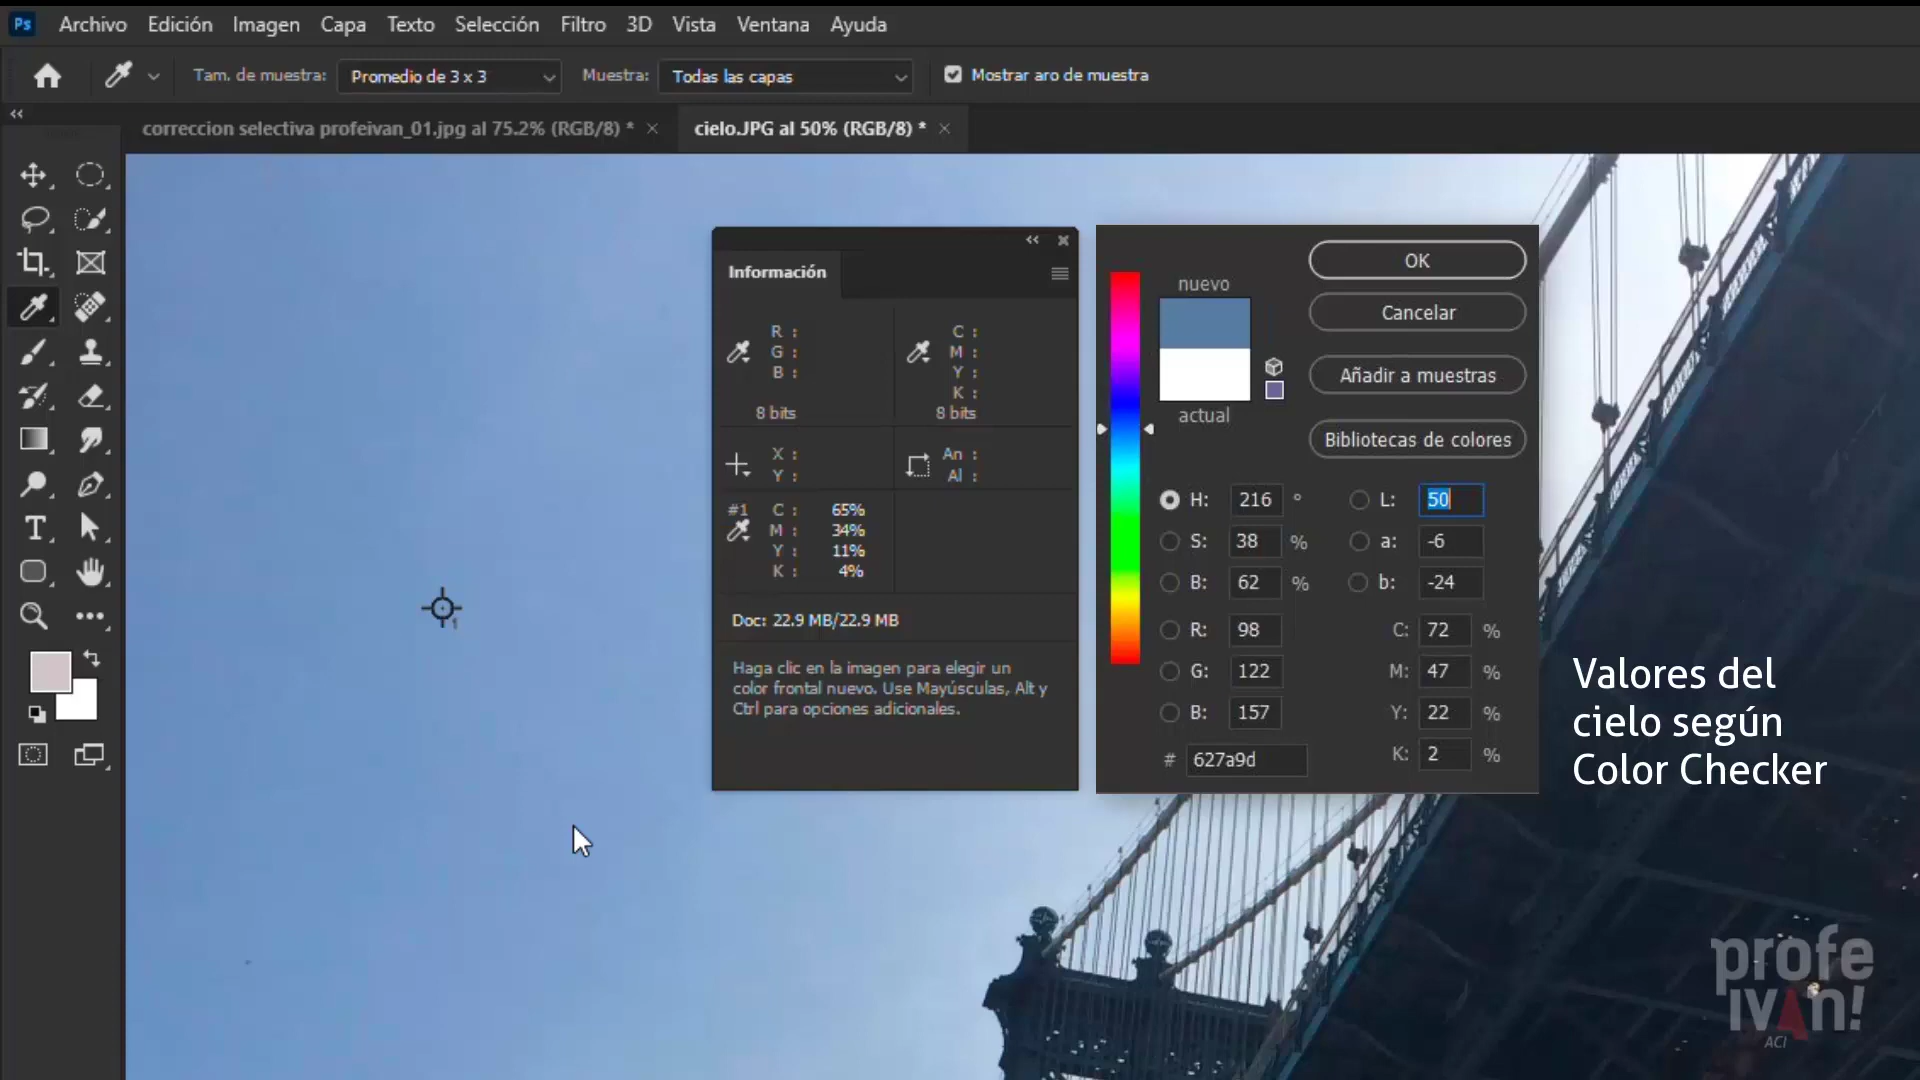 Ps Archivo Edición Imagen Capa Texto Selección Filtro 3D Vista Ventana Ayuda
Tam. de muestra: Promedio de 3 x 3 Muestra: Todas las capas Mostrar aro de muestra
correccion selectiva profeivan_01.jpg al 75.2% (RGB/8) * cielo.JPG al 50% (RGB/8) *
Información
R :
G :
B :
8 bits
C :
M :
Y :
K :
8 bits
X :
Y :
An :
Al :
#1 C : 65%
M : 34%
Y : 11%
K : 4%
Doc: 22.9 MB/22.9 MB
Haga clic en la imagen para elegir un
color frontal nuevo. Use Mayúsculas, Alt y
Ctrl para opciones adicionales.
nuevo
actual
OK
Cancelar
Añadir a muestras
Bibliotecas de colores
H: 216 ° L: 50
S: 38 % a: -6
B: 62 % b: -24
R: 98 C: 72 %
G: 122 M: 47 %
B: 157 Y: 22 %
# 627a9d K: 2 %
Valores del
cielo según
Color Checker
1
profe
IVAn!
ACI